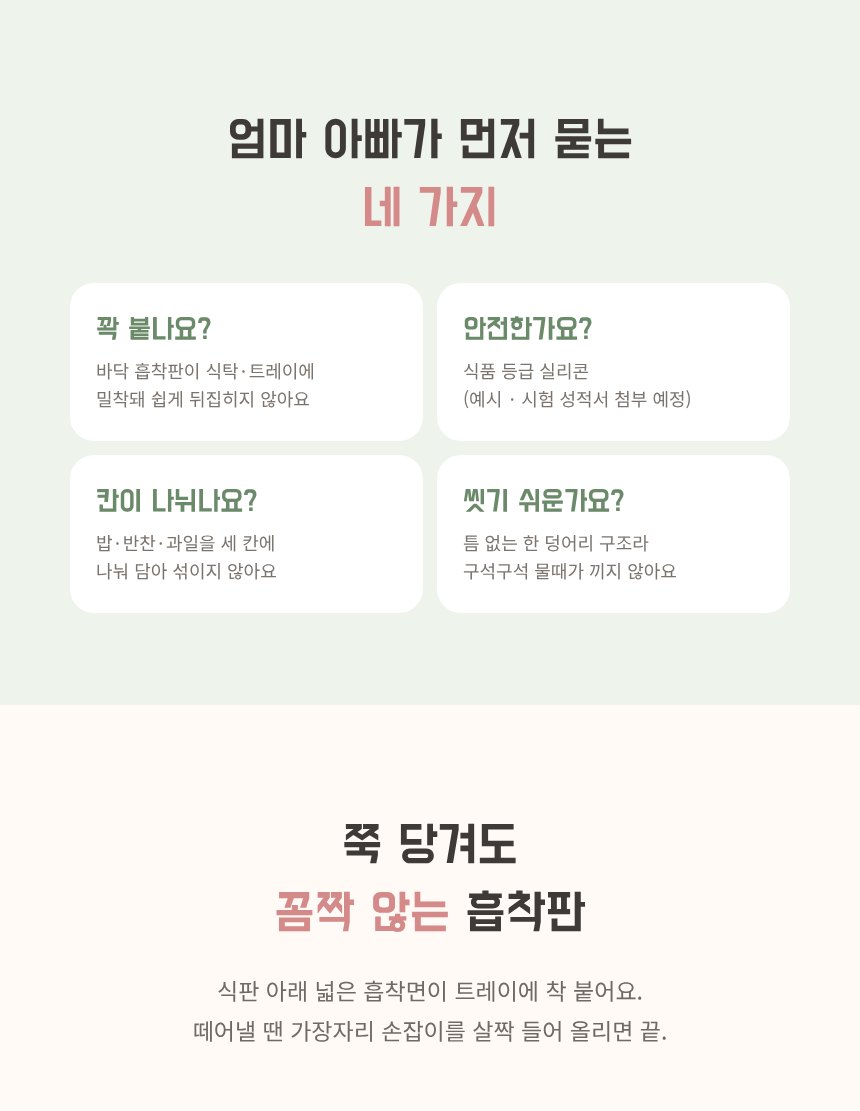 엄마 아빠가 먼저 묻는
네 가지
꽉 붙나요?
바닥 흡착판이 식탁·트레이에
밀착돼 쉽게 뒤집히지 않아요
안전한가요?
식품 등급 실리콘
(예시 · 시험 성적서 첨부 예정)
칸이 나뉘나요?
밥·반찬·과일을 세 칸에
나눠 담아 섞이지 않아요
씻기 쉬운가요?
틈 없는 한 덩어리 구조라
구석구석 물때가 끼지 않아요
쭉 당겨도
꼼짝 않는 흡착판
식판 아래 넓은 흡착면이 트레이에 착 붙어요.
떼어낼 땐 가장자리 손잡이를 살짝 들어 올리면 끝.